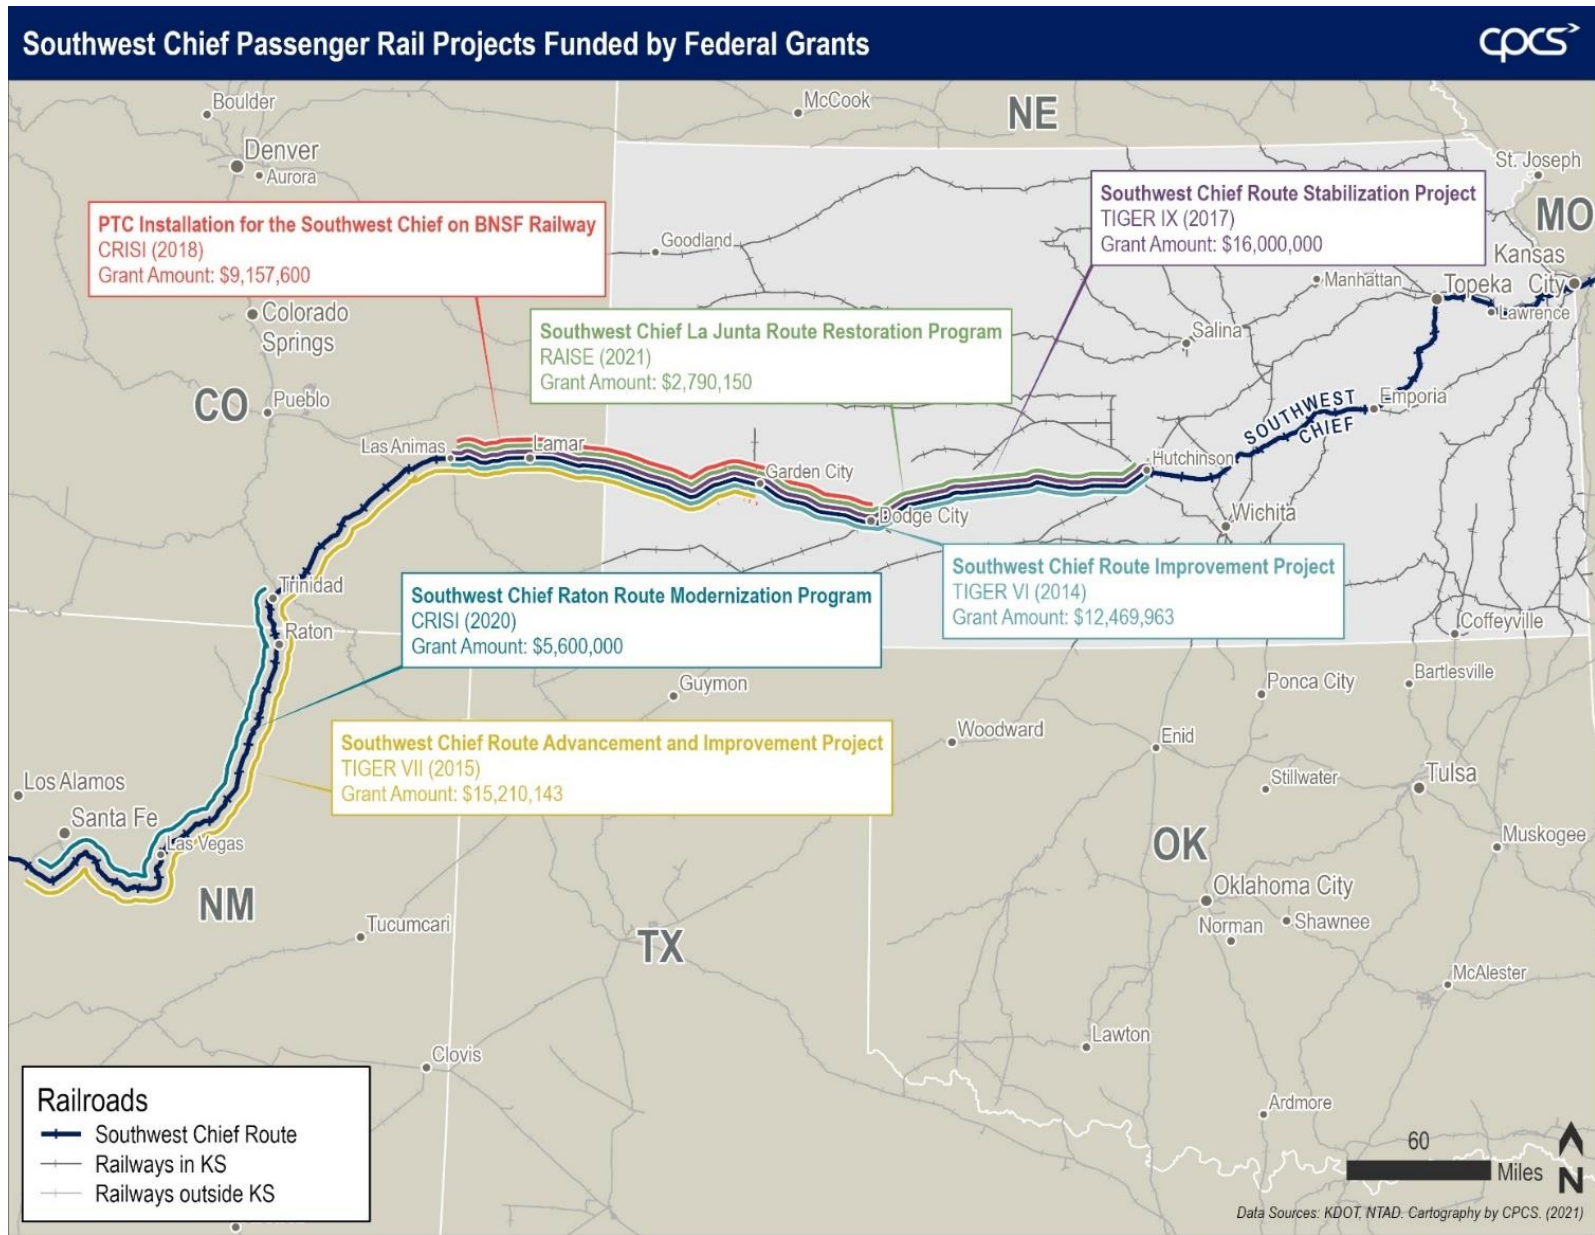 Southwest Chief Passenger Rail Projects Funded by Federal Grants
cpcs
Boulder
McCook
NE
Denver
Aurora
St. Joseph
MO
PTC Installation for the Southwest Chief on BNSF Railway
CRISI (2018)
Grant Amount: $9,157,600
Southwest Chief Route Stabilization Project
TIGER IX (2017)
Grant Amount: $16,000,000
Goodland
Kansas
City
Manhattan
Topeka
Lawrence
Colorado
Springs
Southwest Chief La Junta Route Restoration Program
RAISE (2021)
Grant Amount: $2,790,150
Salina
CO
Pueblo
Emporia
SOUTHWEST
CHIEF
Las Animas
Lamar
Garden City
Hutchinson
Dodge City
Wichita
Southwest Chief Route Improvement Project
TIGER VI (2014)
Grant Amount: $12,469,963
Trinidad
Raton
Southwest Chief Raton Route Modernization Program
CRISI (2020)
Grant Amount: $5,600,000
Coffeyville
Guymon
Ponca City
Bartlesville
Southwest Chief Route Advancement and Improvement Project
TIGER VII (2015)
Grant Amount: $15,210,143
Woodward
Enid
Los Alamos
Stillwater
Tulsa
Santa Fe
Las Vegas
Muskogee
OK
NM
Oklahoma City
Tucumcari
Norman
Shawnee
TX
McAlester
Lawton
Clovis
Ardmore
Railroads
Southwest Chief Route
Railways in KS
Railways outside KS
60
Miles
N
Data Sources: KDOT, NTAD. Cartography by CPCS. (2021)